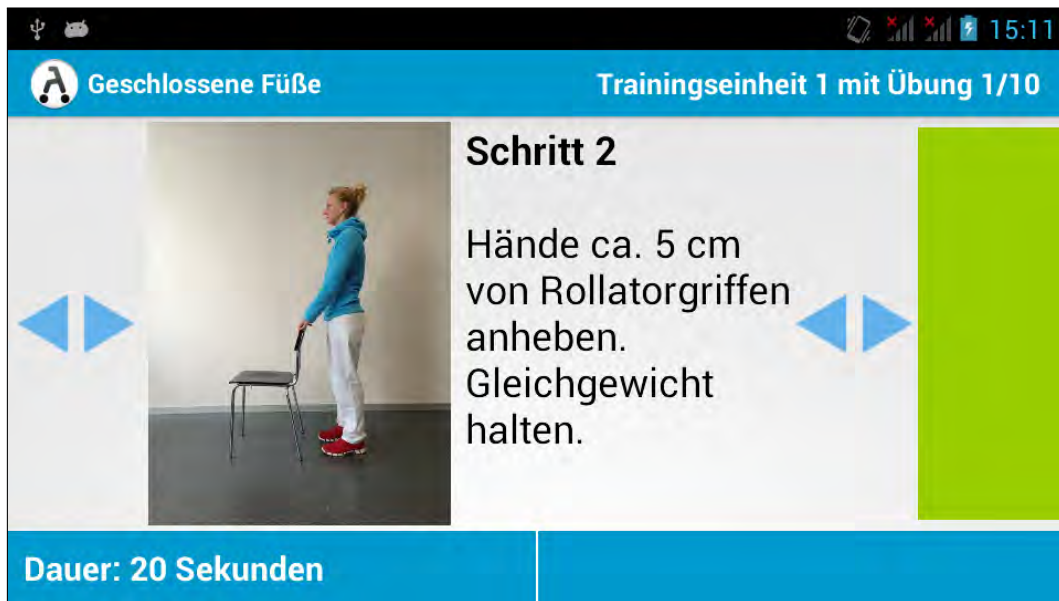 15:11
Geschlossene Füße
Trainingseinheit 1 mit Übung 1/10
Schritt 2
Hände ca. 5 cm
von Rollatorgriffen
anheben.
Gleichgewicht
halten.
Dauer: 20 Sekunden